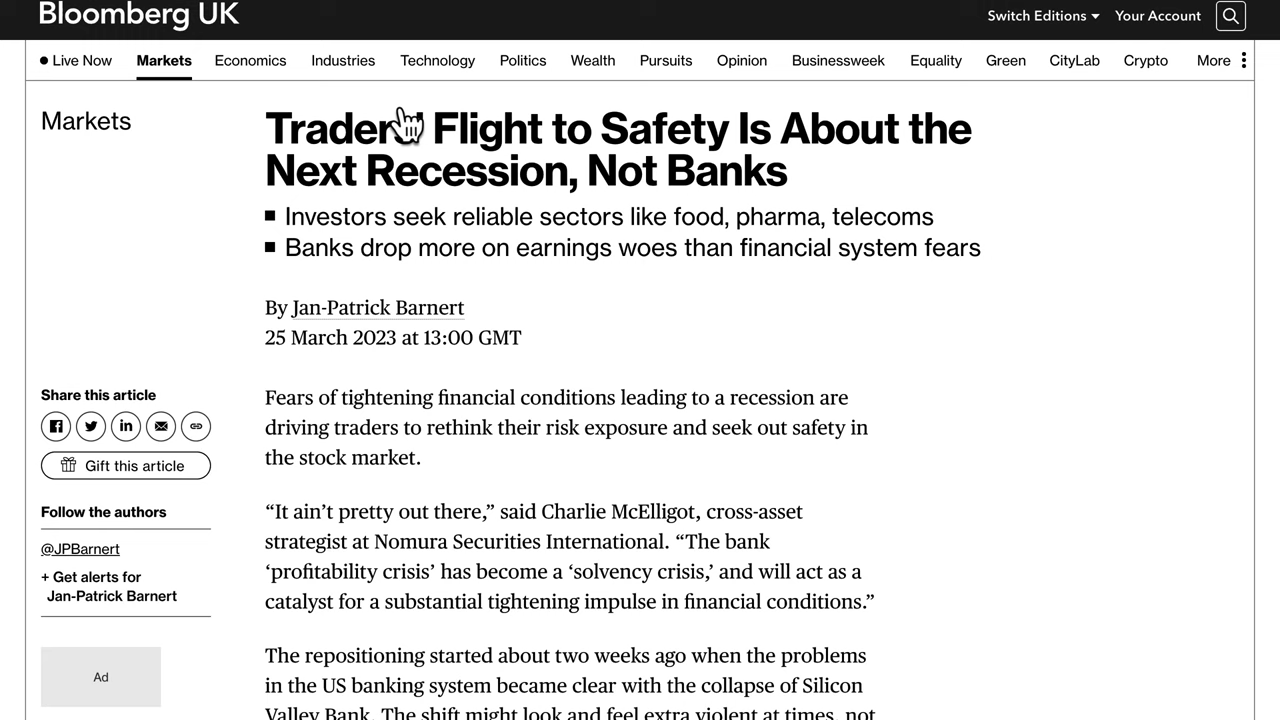 Bloomberg UK
Switch Editions
Your Account
Live Now
Markets
Economics
Industries
Technology
Politics
Wealth
Pursuits
Opinion
Businessweek
Equality
Green
CityLab
Crypto
More
Markets
Flight to Safety Is About the
Next Recession, Not Banks
Investors seek reliable sectors like food, pharma, telecoms
Banks drop more on earnings woes than financial system fears
By Jan-Patrick Barnert
25 March 2023 at 13:00 GMT
Share this article
Gift this article
Follow the authors
@JPBarnert
+ Get alerts for
Jan-Patrick Barnert
Ad
Fears of tightening financial conditions leading to a recession are
driving traders to rethink their risk exposure and seek out safety in
the stock market.
“It ain’t pretty out there,” said Charlie McElligot, cross-asset
strategist at Nomura Securities International. “The bank
‘profitability crisis’ has become a ‘solvency crisis,’ and will act as a
catalyst for a substantial tightening impulse in financial conditions.”
The repositioning started about two weeks ago when the problems
in the US banking system became clear with the collapse of Silicon
Valley Bank. The shift might look and feel extra violent at times, not